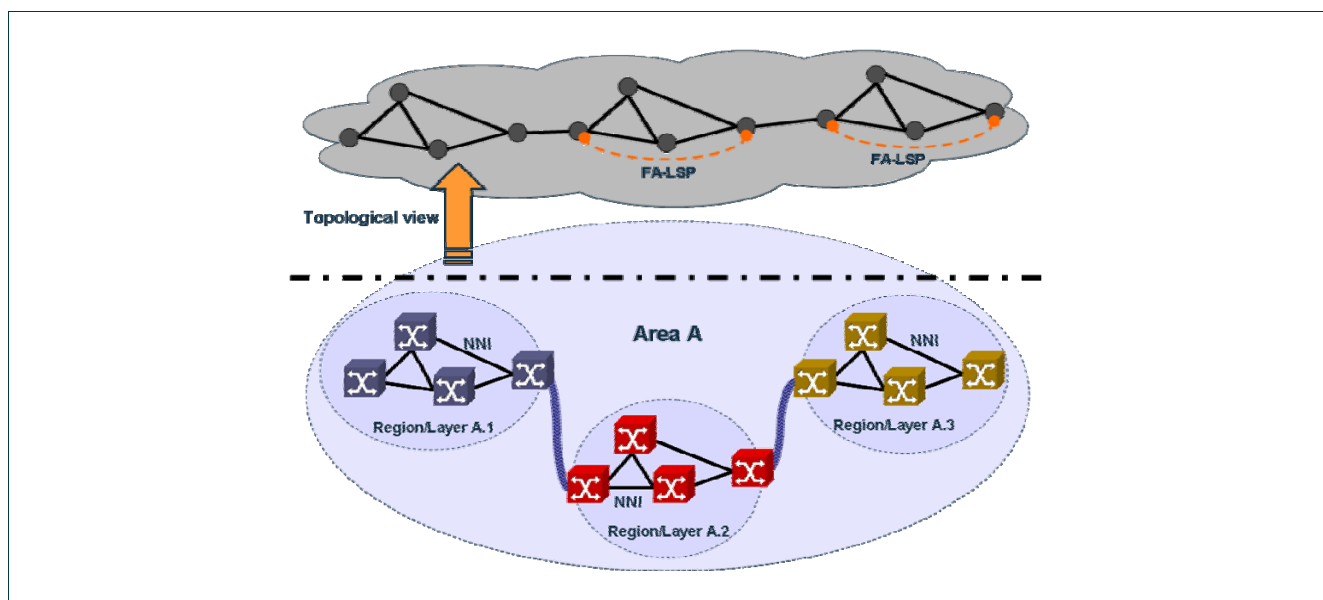 FA-LSP
FA-LSP
Topological view
Area A
NNI
NNI
Region/Layer A.1
Region/Layer A.3
NNI
Region/Layer A.2